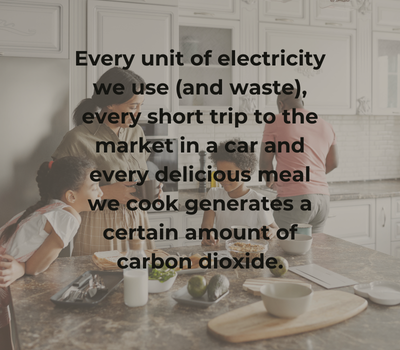 Every unit of electricity
we use (and waste),
every short trip to the
market in a car and
every delicious meal
we cook generates a
certain amount of
carbon dioxide.